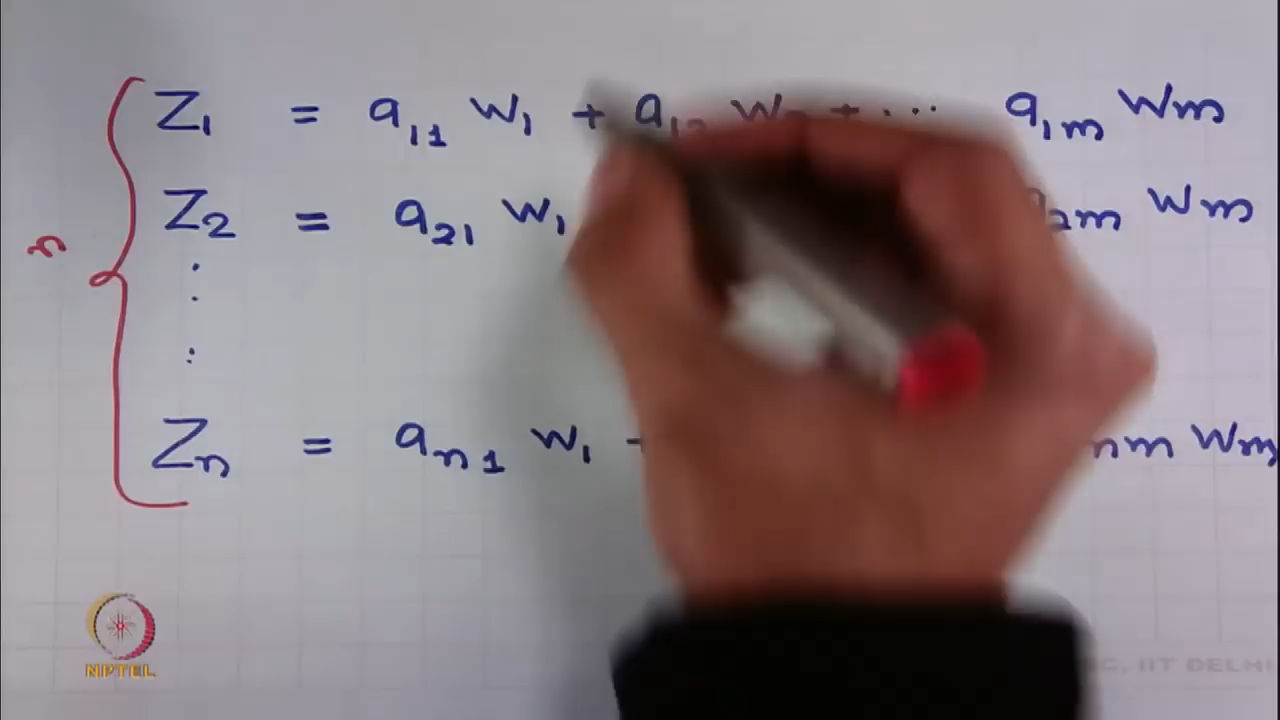 Z₁ = a₁₁ W₁ + a₁₂ W₂ + ... a₁ₘ Wₘ
Z₂ = a₂₁ W₁ a₂ₘ Wₘ
:
:
Zₙ = aₙ₁ W₁ + ₙₘ Wₘ
n
NPTEL
IIT DELHI